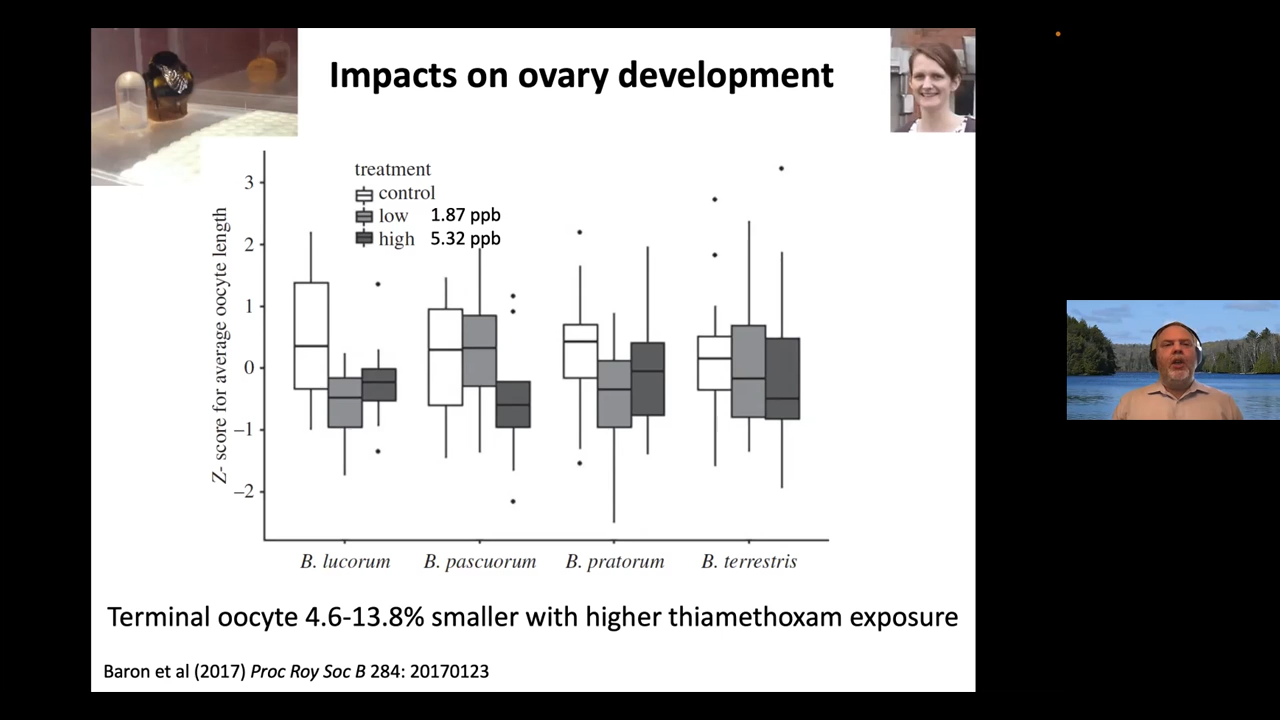 Impacts on ovary development
treatment
control
low 1.87 ppb
high 5.32 ppb
Z- score for average oocyte length
3
2
1
0
−1
−2
B. lucorum B. pascuorum B. pratorum B. terrestris
Terminal oocyte 4.6-13.8% smaller with higher thiamethoxam exposure
Baron et al (2017) Proc Roy Soc B 284: 20170123